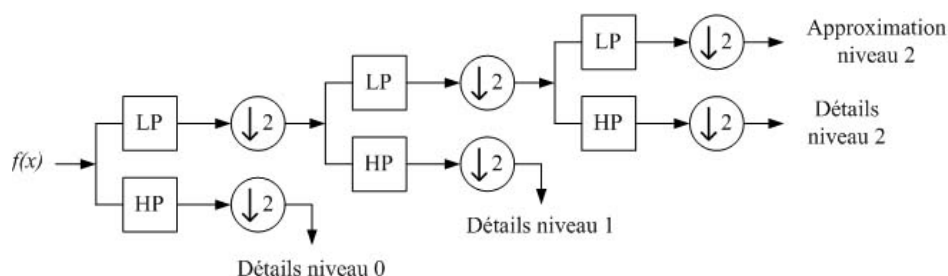 LP
↓2
Approximation
niveau 2
LP
↓2
HP
↓2
Détails
niveau 2
LP
↓2
HP
↓2
Détails niveau 1
f(x)
HP
↓2
Détails niveau 0